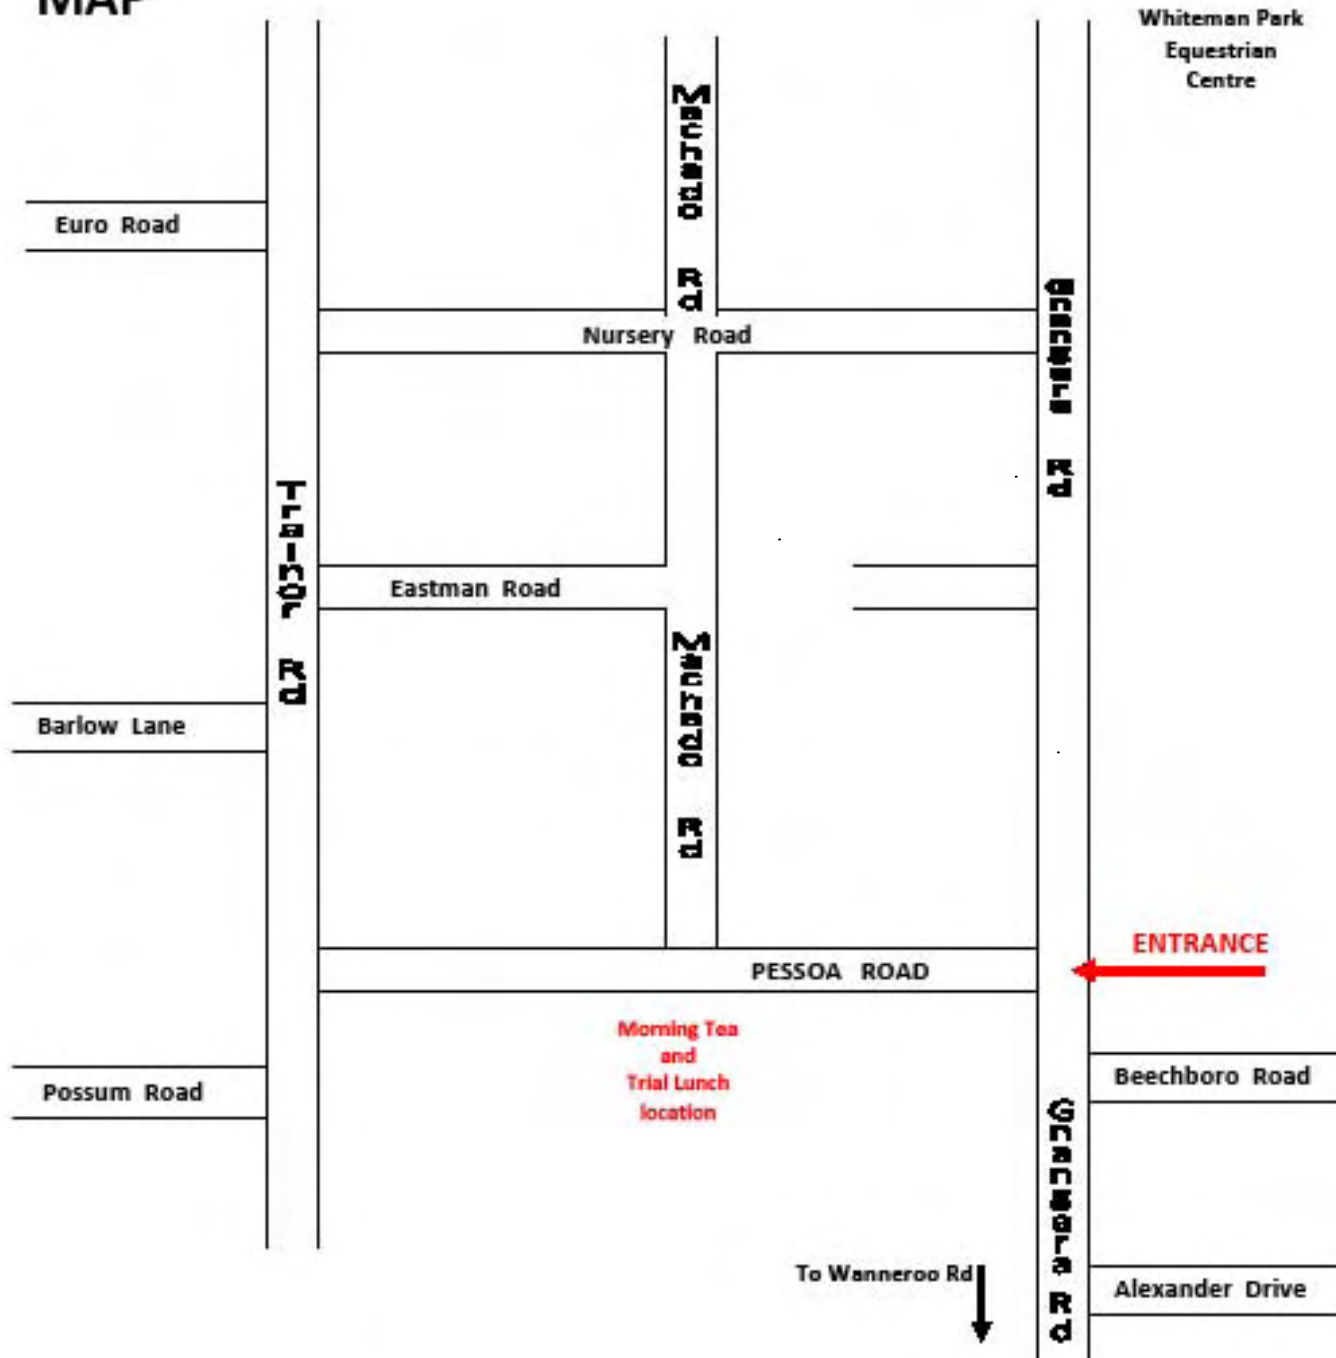 MAP
Whiteman Park
Equestrian
Centre
Machado Rd
Euro Road
Nursery Road
Gnangara Rd
Trainor Rd
Eastman Road
Machado Rd
Barlow Lane
ENTRANCE
PESSOA ROAD
Morning Tea
and
Trial Lunch
location
Beechboro Road
Possum Road
Gnangara Rd
To Wanneroo Rd
Alexander Drive